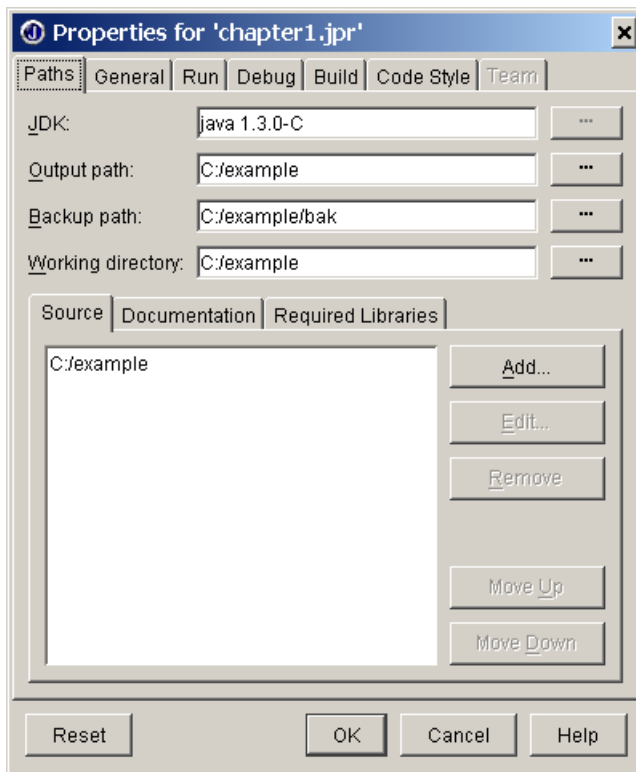 Properties for 'chapter1.jpr'
Paths General Run Debug Build Code Style Team
JDK: java 1.3.0-C ...
Output path: C:/example ...
Backup path: C:/example/bak ...
Working directory: C:/example ...
Source Documentation Required Libraries
C:/example
Add...
Edit...
Remove
Move Up
Move Down
Reset OK Cancel Help